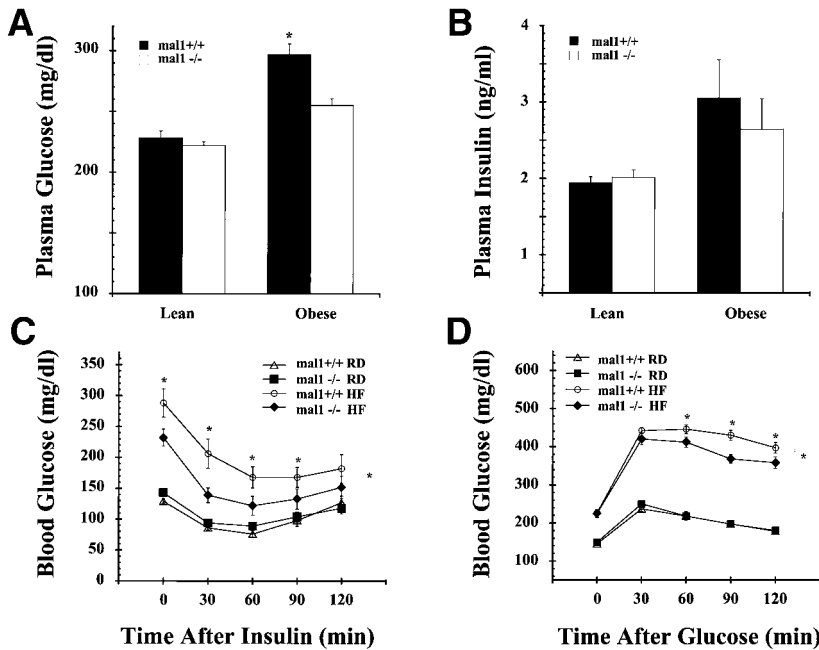 A
Plasma Glucose (mg/dl)
300
200
100
mal1+/+
mal1 -/-
*
Lean
Obese
B
Plasma Insulin (ng/ml)
4
3
2
1
mal1+/+
mal1 -/-
Lean
Obese
C
Blood Glucose (mg/dl)
350
300
250
200
150
100
50
0
mal1+/+ RD
mal1 -/- RD
mal1+/+ HF
mal1 -/- HF
* * * * *
0 30 60 90 120
Time After Insulin (min)
D
Blood Glucose (mg/dl)
600
500
400
300
200
100
mal1+/+ RD
mal1 -/- RD
mal1+/+ HF
mal1 -/- HF
* * * *
0 30 60 90 120
Time After Glucose (min)